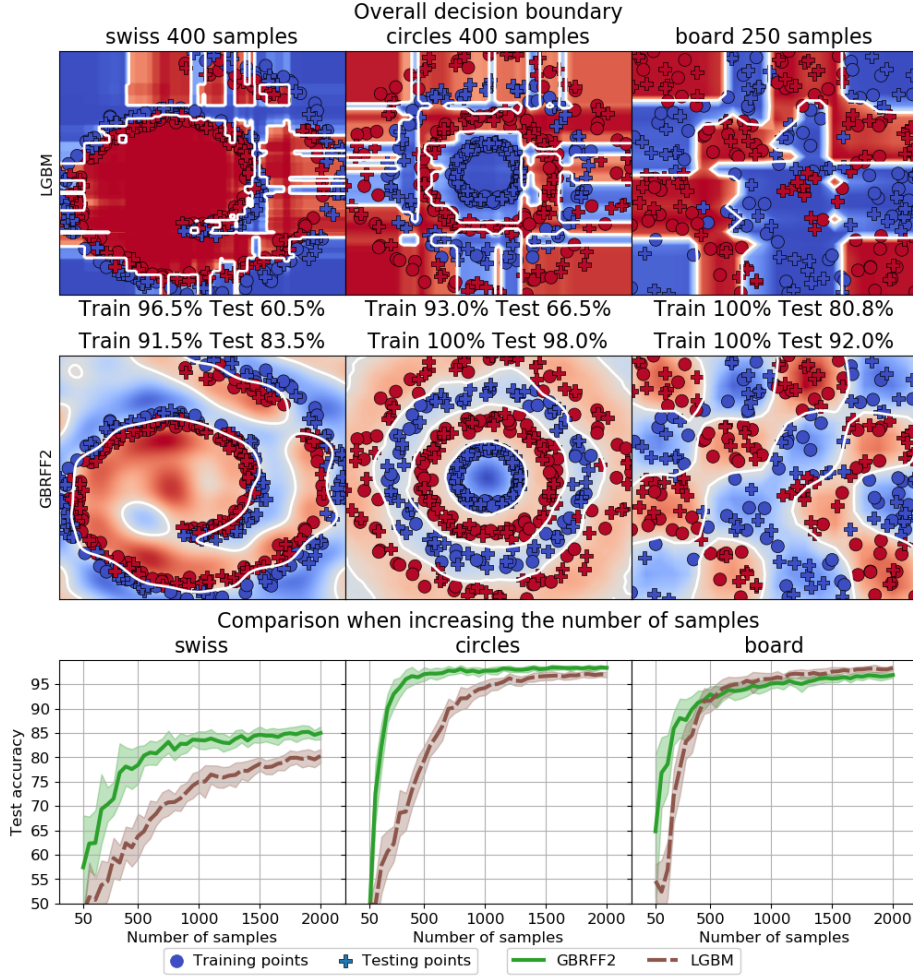 Overall decision boundary
swiss 400 samples circles 400 samples board 250 samples
LGBM
Train 96.5% Test 60.5% Train 93.0% Test 66.5% Train 100% Test 80.8%
Train 91.5% Test 83.5% Train 100% Test 98.0% Train 100% Test 92.0%
GBRFF2
Comparison when increasing the number of samples
swiss circles board
Test accuracy
95
90
85
80
75
70
65
60
55
50
50 500 1000 1500 2000 50 500 1000 1500 2000 50 500 1000 1500 2000
Number of samples Number of samples Number of samples
Training points Testing points GBRFF2 LGBM